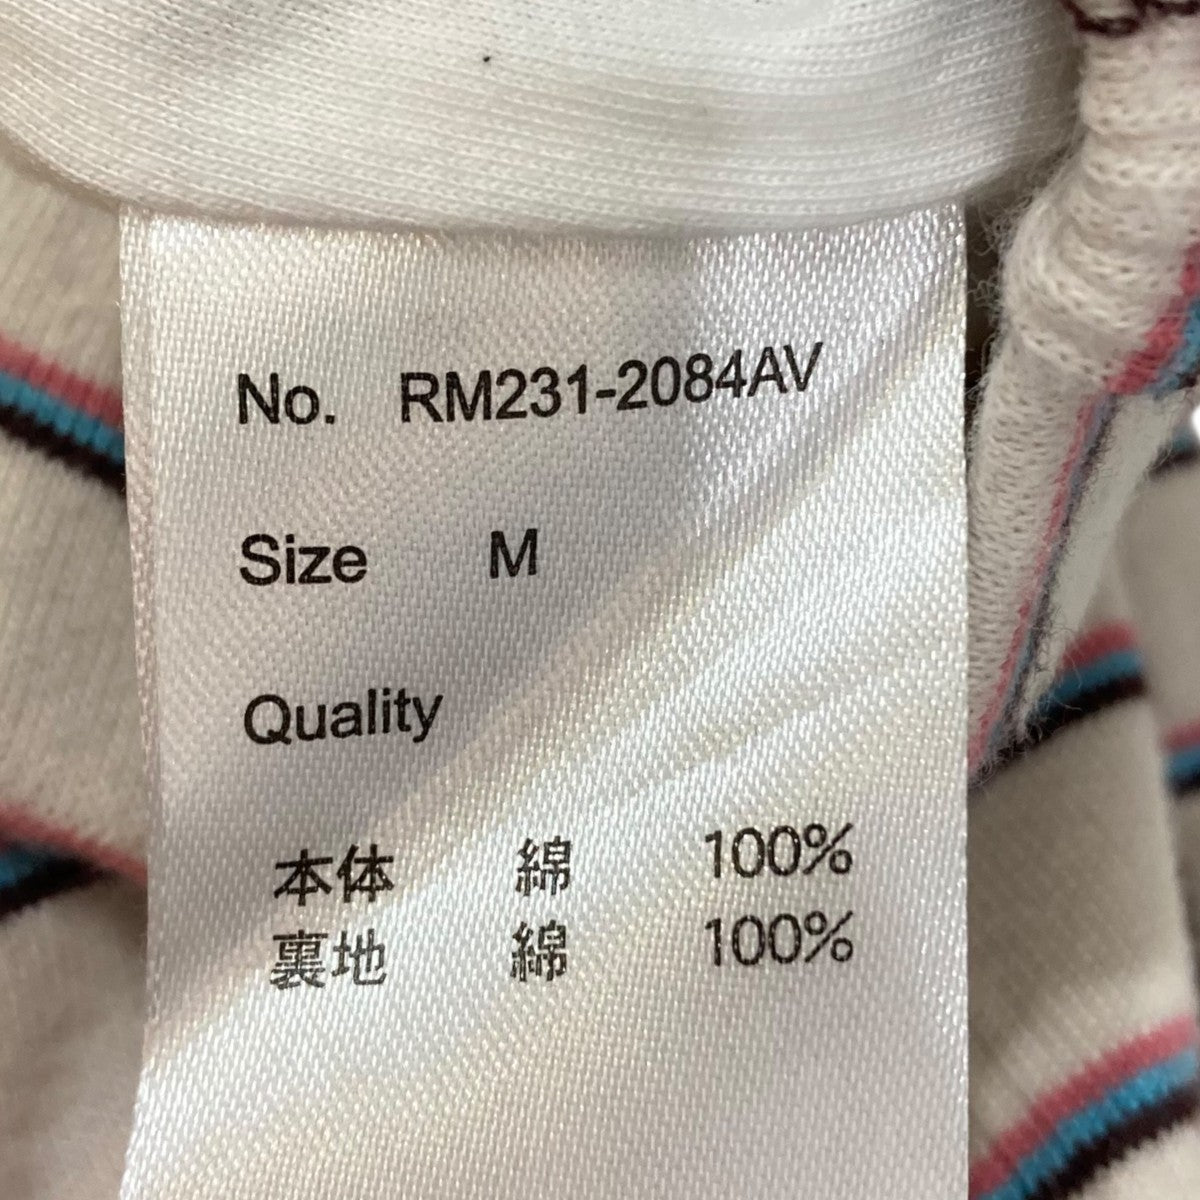 No. RM231-2084AV
Size M
Quality
本体 綿 100%
裏地 綿 100%